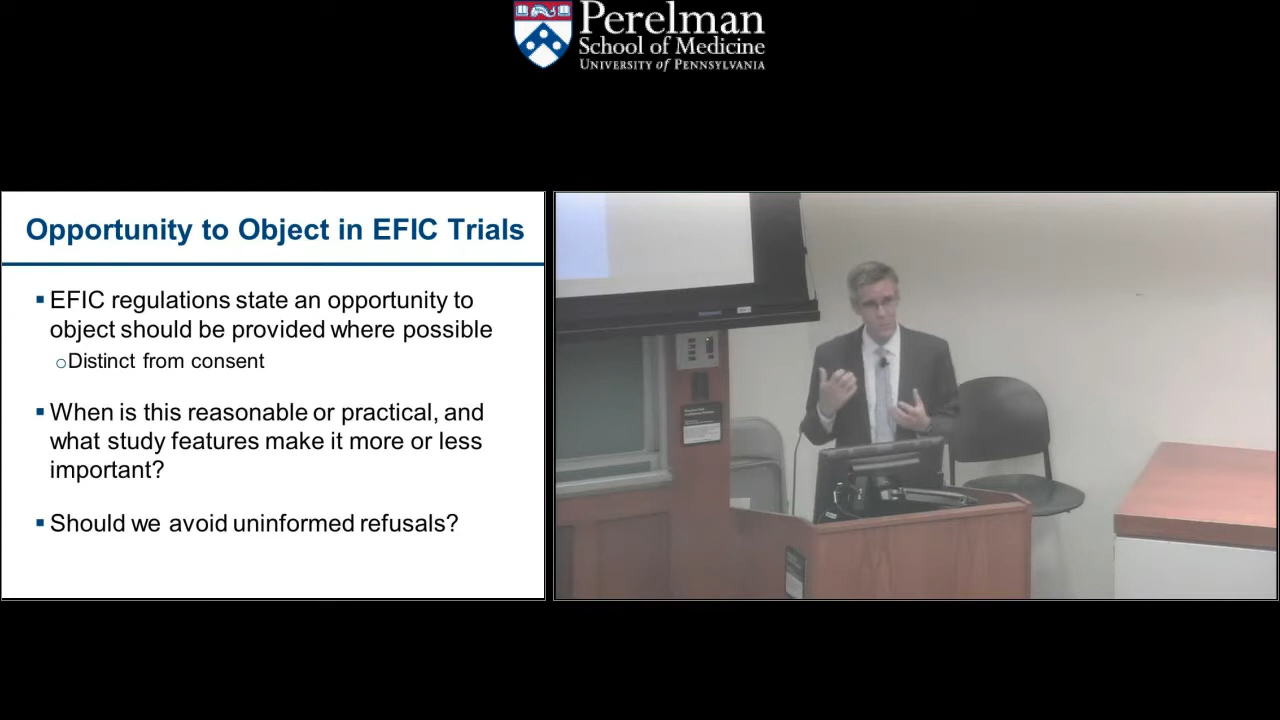 Perelman
School of Medicine
UNIVERSITY of PENNSYLVANIA
Opportunity to Object in EFIC Trials
▪ EFIC regulations state an opportunity to
object should be provided where possible
○Distinct from consent
▪ When is this reasonable or practical, and
what study features make it more or less
important?
▪ Should we avoid uninformed refusals?